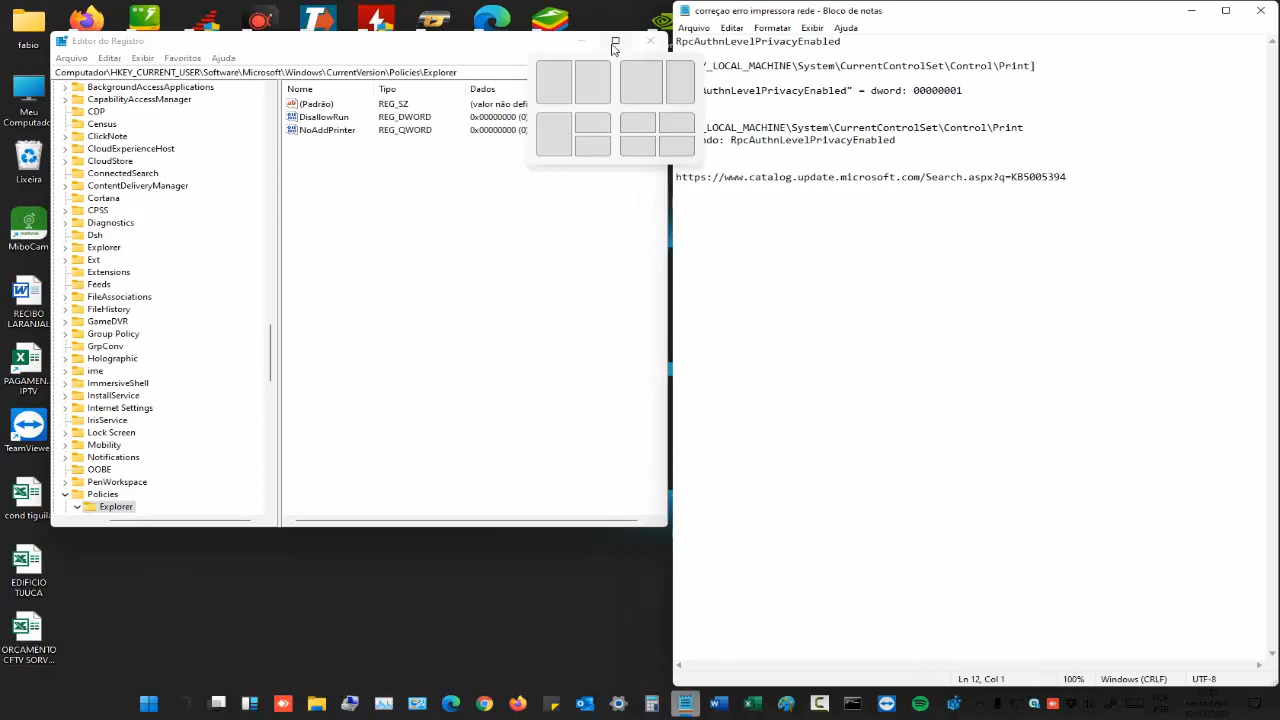 fabio
Meu
Computador
Lixeira
MiboCam
RECIBO
LARANJAL
PAGAMEN...
IPTV
TeamViewer
cond tiguila
EDIFICIO
TIJUCA
ORCAMENTO
CFTV SORV...
Editor do Registro
Arquivo Editar Exibir Favoritos Ajuda
Computador\HKEY_CURRENT_USER\Software\Microsoft\Windows\CurrentVersion\Policies\Explorer
BackgroundAccessApplications
CapabilityAccessManager
CDP
Census
ClickNote
CloudExperienceHost
CloudStore
ConnectedSearch
ContentDeliveryManager
Cortana
CPSS
Diagnostics
Dsh
Explorer
Ext
Extensions
Feeds
FileAssociations
FileHistory
GameDVR
Group Policy
GrpConv
Holographic
ime
ImmersiveShell
InstallService
Internet Settings
IrisService
Lock Screen
Mobility
Notifications
OOBE
PenWorkspace
Policies
Explorer
Nome Tipo Dados
(Padrão) REG_SZ (valor não defi
DisallowRun REG_DWORD 0x00000000 (0)
NoAddPrinter REG_QWORD 0x00000000 (0)
correçao erro impressora rede - Bloco de notas
Arquivo Editar Formatar Exibir Ajuda
RpcAuthnLevelPrivacyEnabled
Y_LOCAL_MACHINE\System\CurrentControlSet\Control\Print]
uthnLevelPrivacyEnabled" = dword: 00000001
_LOCAL_MACHINE\System\CurrentControlSet\Control\Print
ndo: RpcAuthnLevelPrivacyEnabled
https://www.catalog.update.microsoft.com/Search.aspx?q=KB5005394
Ln 12, Col 1 100% Windows (CRLF) UTF-8